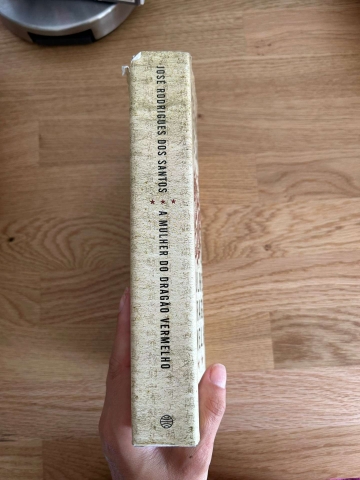 JOSÉ RODRIGUES DOS SANTOS * * * A MULHER DO DRAGÃO VERMELHO